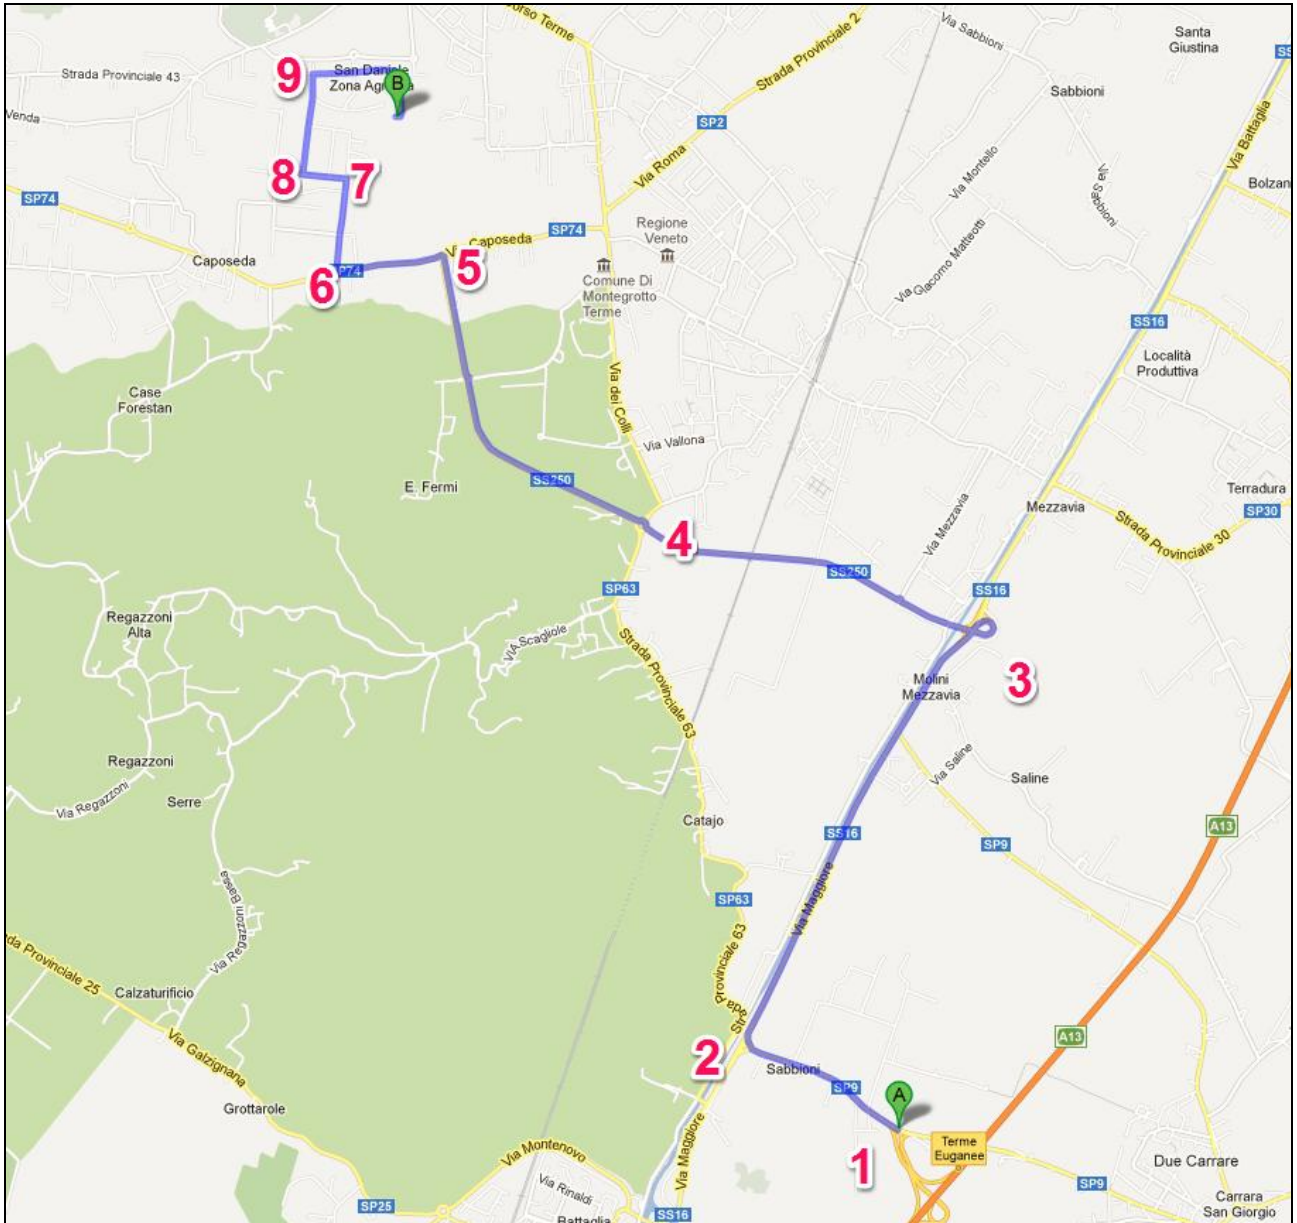 Corso Terme
Strada Provinciale 2
Via Sabbioni
Santa
Giustina
SS
Strada Provinciale 43
9
San Daniele
Zona Ag
B
Sabbioni
Venda
SP2
Via Battaglia
Via Roma
Via Montello
Via Sabbioni
8
7
Bolzan
SP74
Regione
Veneto
Via Caposeda
SP74
Via Giacomo Matteotti
Caposeda
SP74
6
5
Comune Di
Montegrotto
Terme
SS16
Località
Produttiva
Case
Forestan
Via dei Colli
Via Vallona
E. Fermi
SS250
Terradura
SP30
Mezzavia
Strada Provinciale 30
Via Mezzavia
4
SS250
SP63
SS16
Regazzoni
Alta
VIA Scagliole
Strada Provinciale 63
3
Molini
Mezzavia
Regazzoni
Via Saline
Saline
Via Regazzoni
Serre
Catajo
SS16
A13
SP9
SP63
Via Maggiore
Via Regazzoni Bassa
Provinciale 63
ada Provinciale 25
Calzaturificio
Str
ada
A13
Via Galzignana
2
Sabbioni
SP9
A
Grottarole
Via Maggiore
1
Terme
Euganee
Via Montenovo
Due Carrare
Via Rinaldi
SP9
SP25
SS16
Battaglia
Carrara
San Giorgio